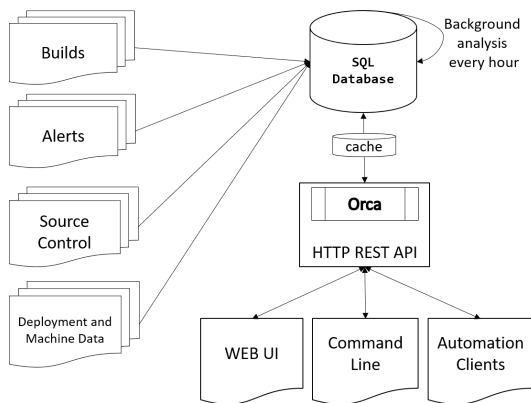 Builds
Alerts
Source
Control
Deployment and
Machine Data
SQL
Database
Background
analysis
every hour
cache
Orca
HTTP REST API
WEB UI
Command
Line
Automation
Clients